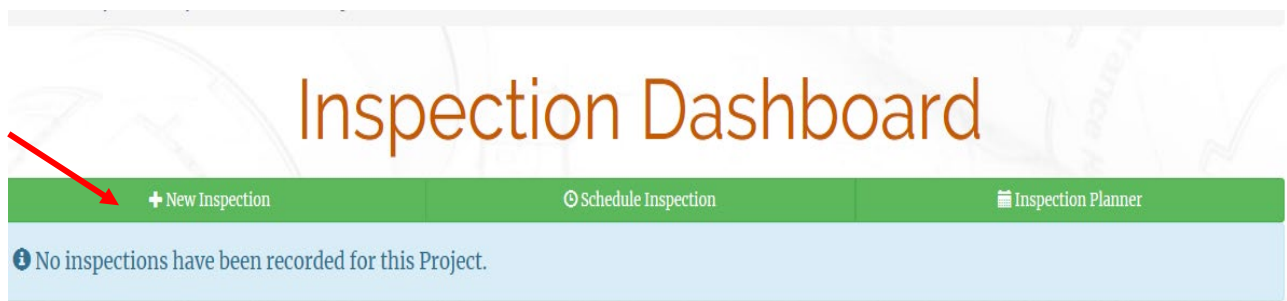 Inspection Dashboard
New Inspection Schedule Inspection Inspection Planner
No inspections have been recorded for this Project.